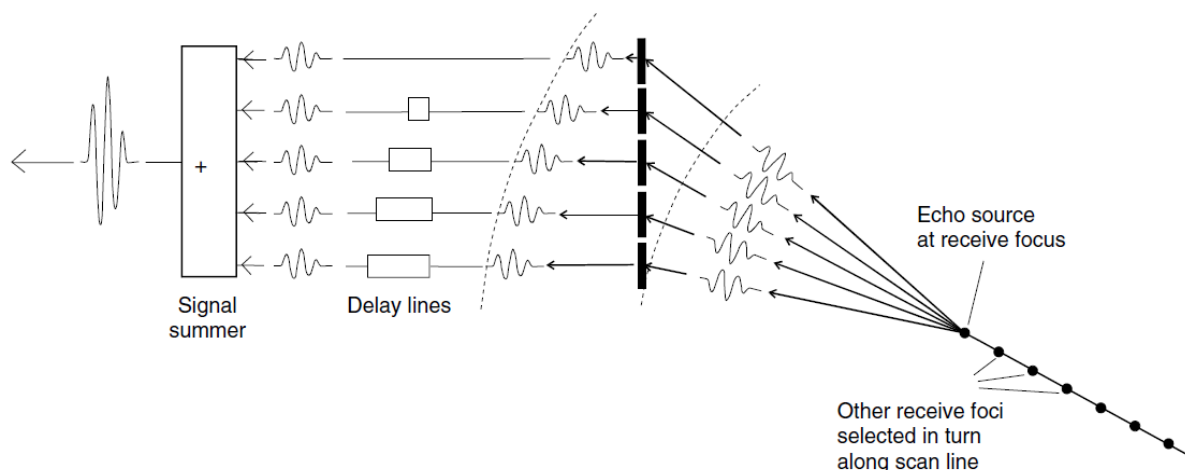 +
Signal
summer
Delay lines
Echo source
at receive focus
Other receive foci
selected in turn
along scan line